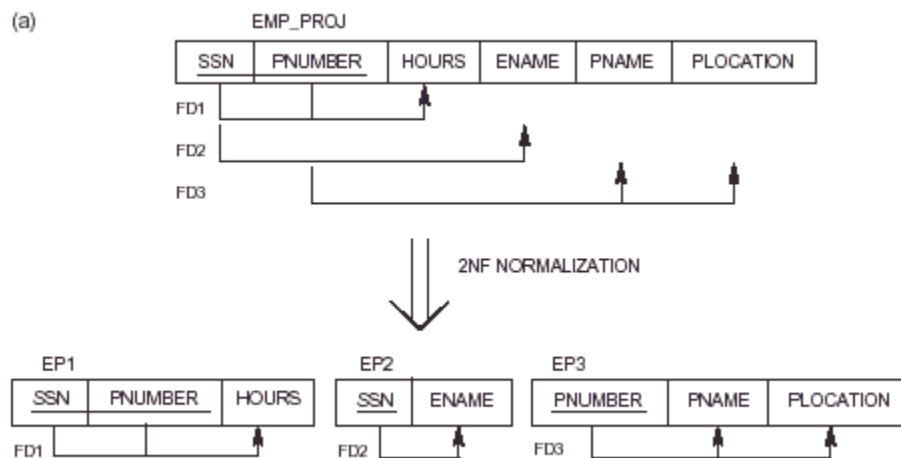 (a)
EMP_PROJ
SSN PNUMBER HOURS ENAME PNAME PLOCATION
FD1
FD2
FD3
2NF NORMALIZATION
EP1 EP2 EP3
SSN PNUMBER HOURS SSN ENAME PNUMBER PNAME PLOCATION
FD1 FD2 FD3